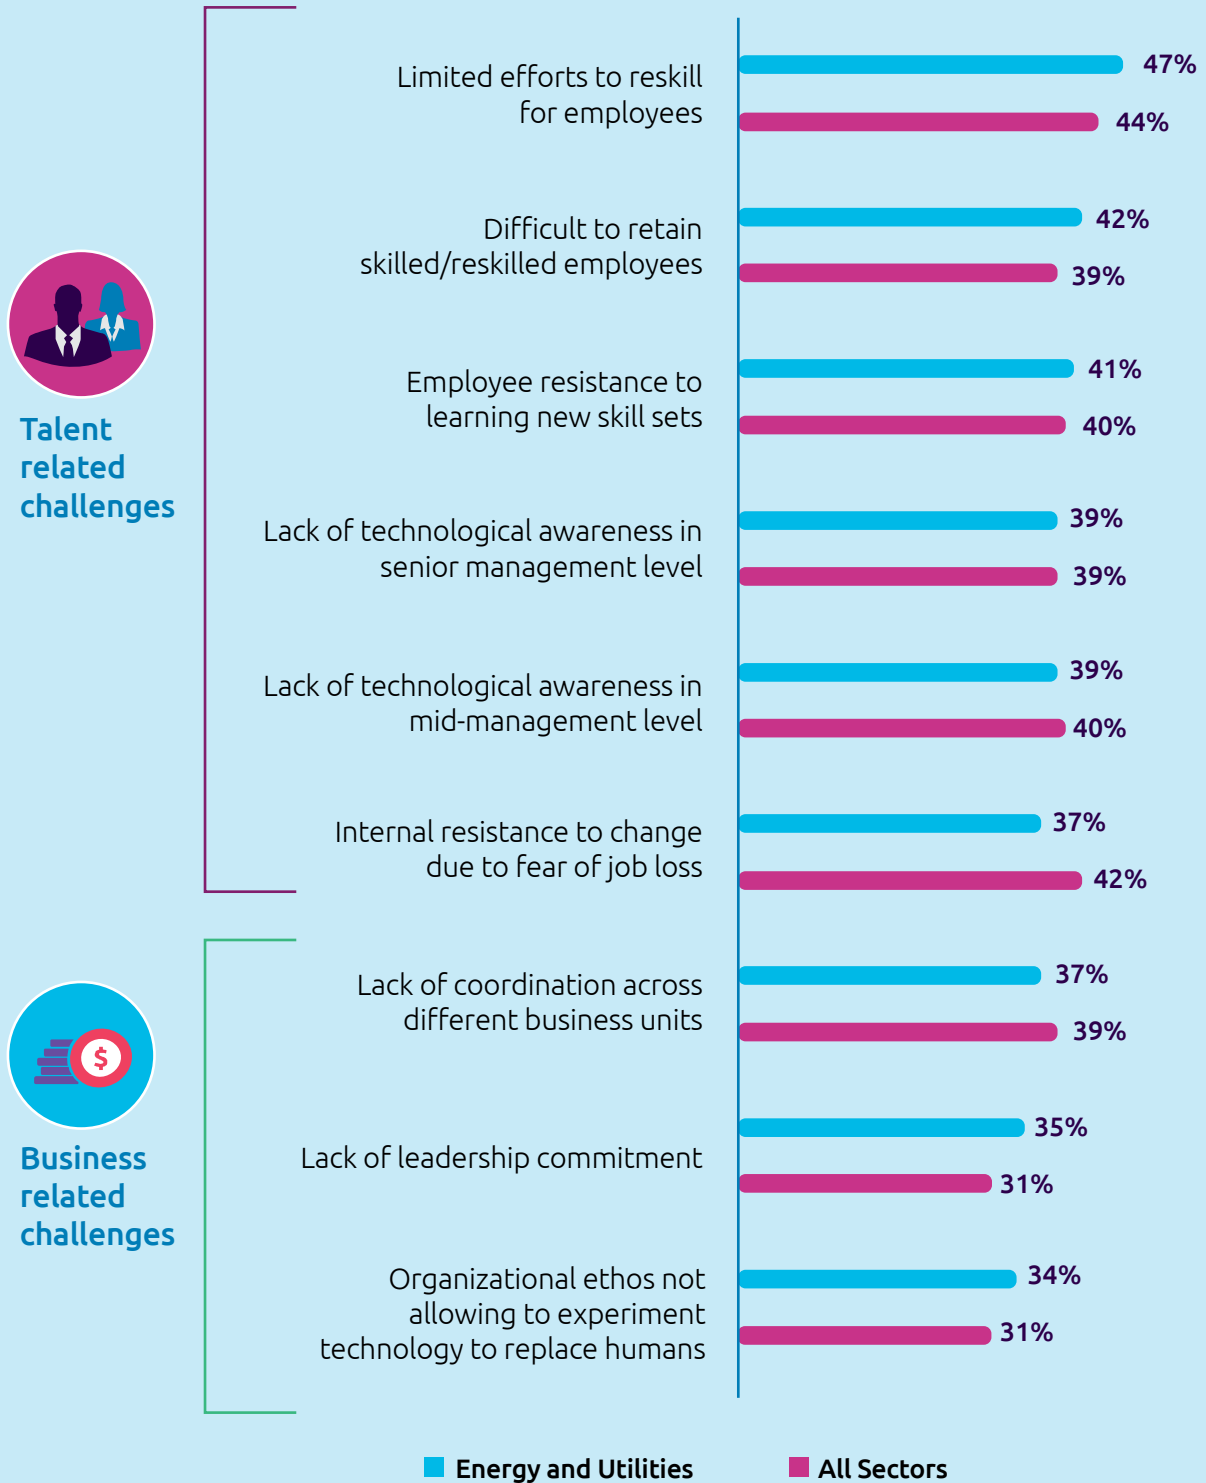 Talent
related
challenges
Limited efforts to reskill
for employees
47%
44%
Difficult to retain
skilled/reskilled employees
42%
39%
Employee resistance to
learning new skill sets
41%
40%
Lack of technological awareness in
senior management level
39%
39%
Lack of technological awareness in
mid-management level
39%
40%
Internal resistance to change
due to fear of job loss
37%
42%
Business
related
challenges
$
Lack of coordination across
different business units
37%
39%
Lack of leadership commitment
35%
31%
Organizational ethos not
allowing to experiment
technology to replace humans
34%
31%
Energy and Utilities
All Sectors